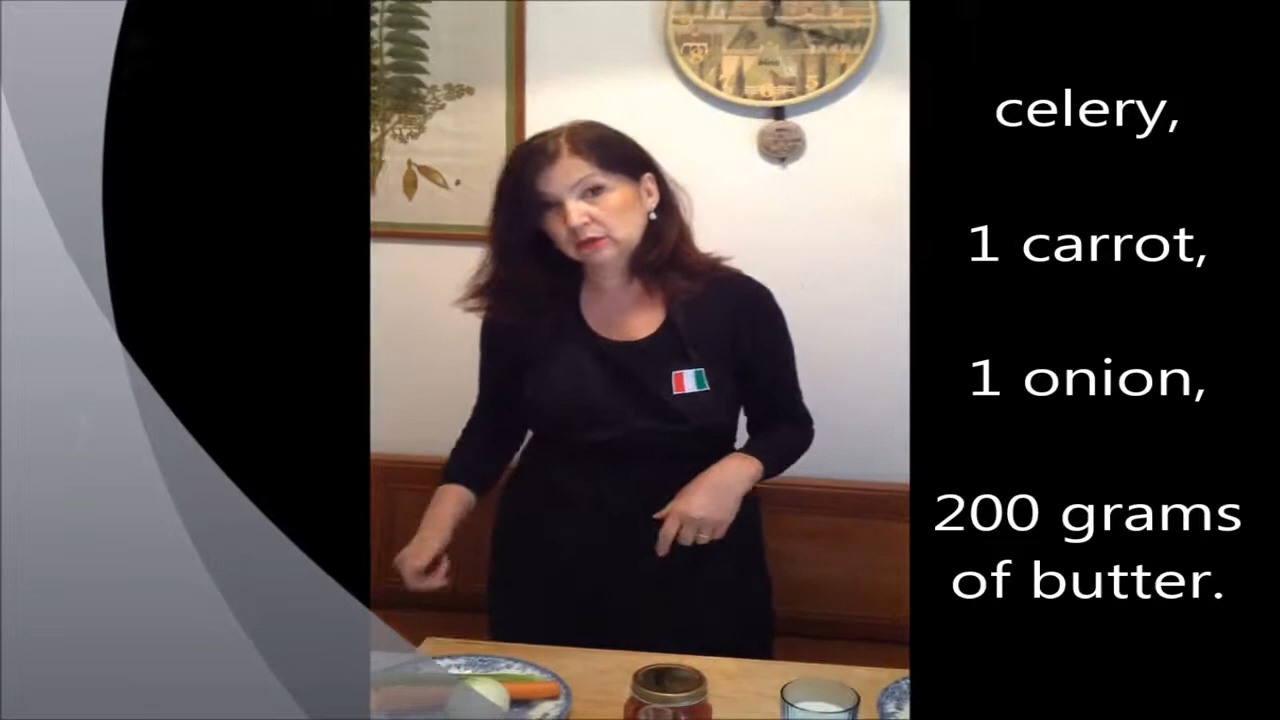 celery,
1 carrot,
1 onion,
200 grams
of butter.